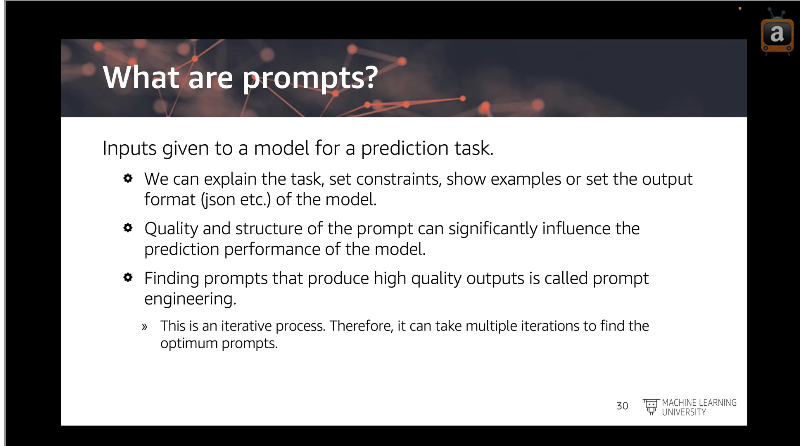 a
What are prompts?
Inputs given to a model for a prediction task.
We can explain the task, set constraints, show examples or set the output
format (json etc.) of the model.
Quality and structure of the prompt can significantly influence the
prediction performance of the model.
Finding prompts that produce high quality outputs is called prompt
engineering.
» This is an iterative process. Therefore, it can take multiple iterations to find the
optimum prompts.
30
MACHINE LEARNING
UNIVERSITY